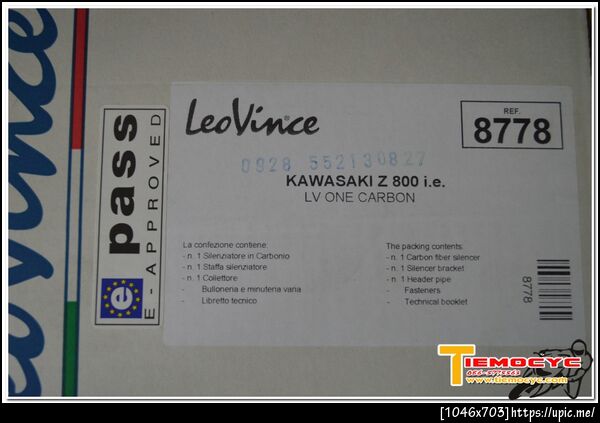 LeoVince
pass
E - APPROVED
e
LeoVince
REF.
8778
0928 552130827
KAWASAKI Z 800 i.e.
LV ONE CARBON
La confezione contiene:
- n. 1 Silenziatore in Carbonio
- n. 1 Staffa silenziatore
- n. 1 Collettore
- Bulloneria e minuteria varia
- Libretto tecnico
The packing contents:
- n. 1 Carbon fiber silencer
- n. 1 Silencer bracket
- n. 1 Header pipe
- Fasteners
- Technical booklet
8778
TIEMOCYC
www.tiemocyc.com
[1046x703]https://upic.me/